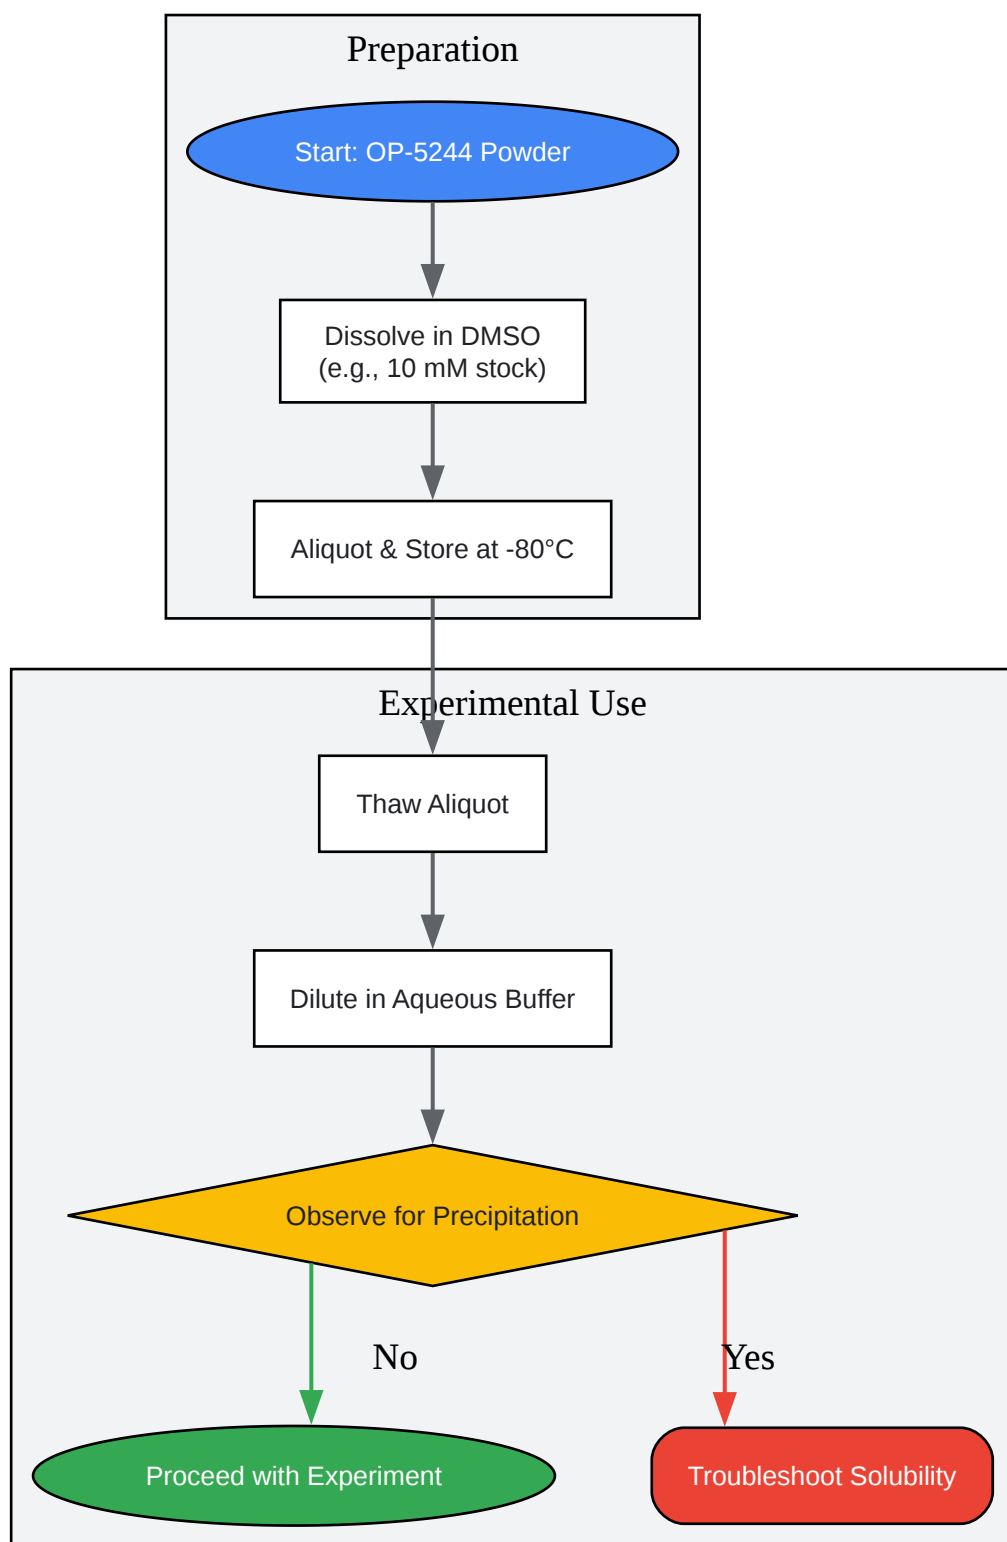 Preparation
Start: OP-5244 Powder
Dissolve in DMSO
(e.g., 10 mM stock)
Aliquot & Store at -80°C
Experimental Use
Thaw Aliquot
Dilute in Aqueous Buffer
Observe for Precipitation
No
Yes
Proceed with Experiment
Troubleshoot Solubility